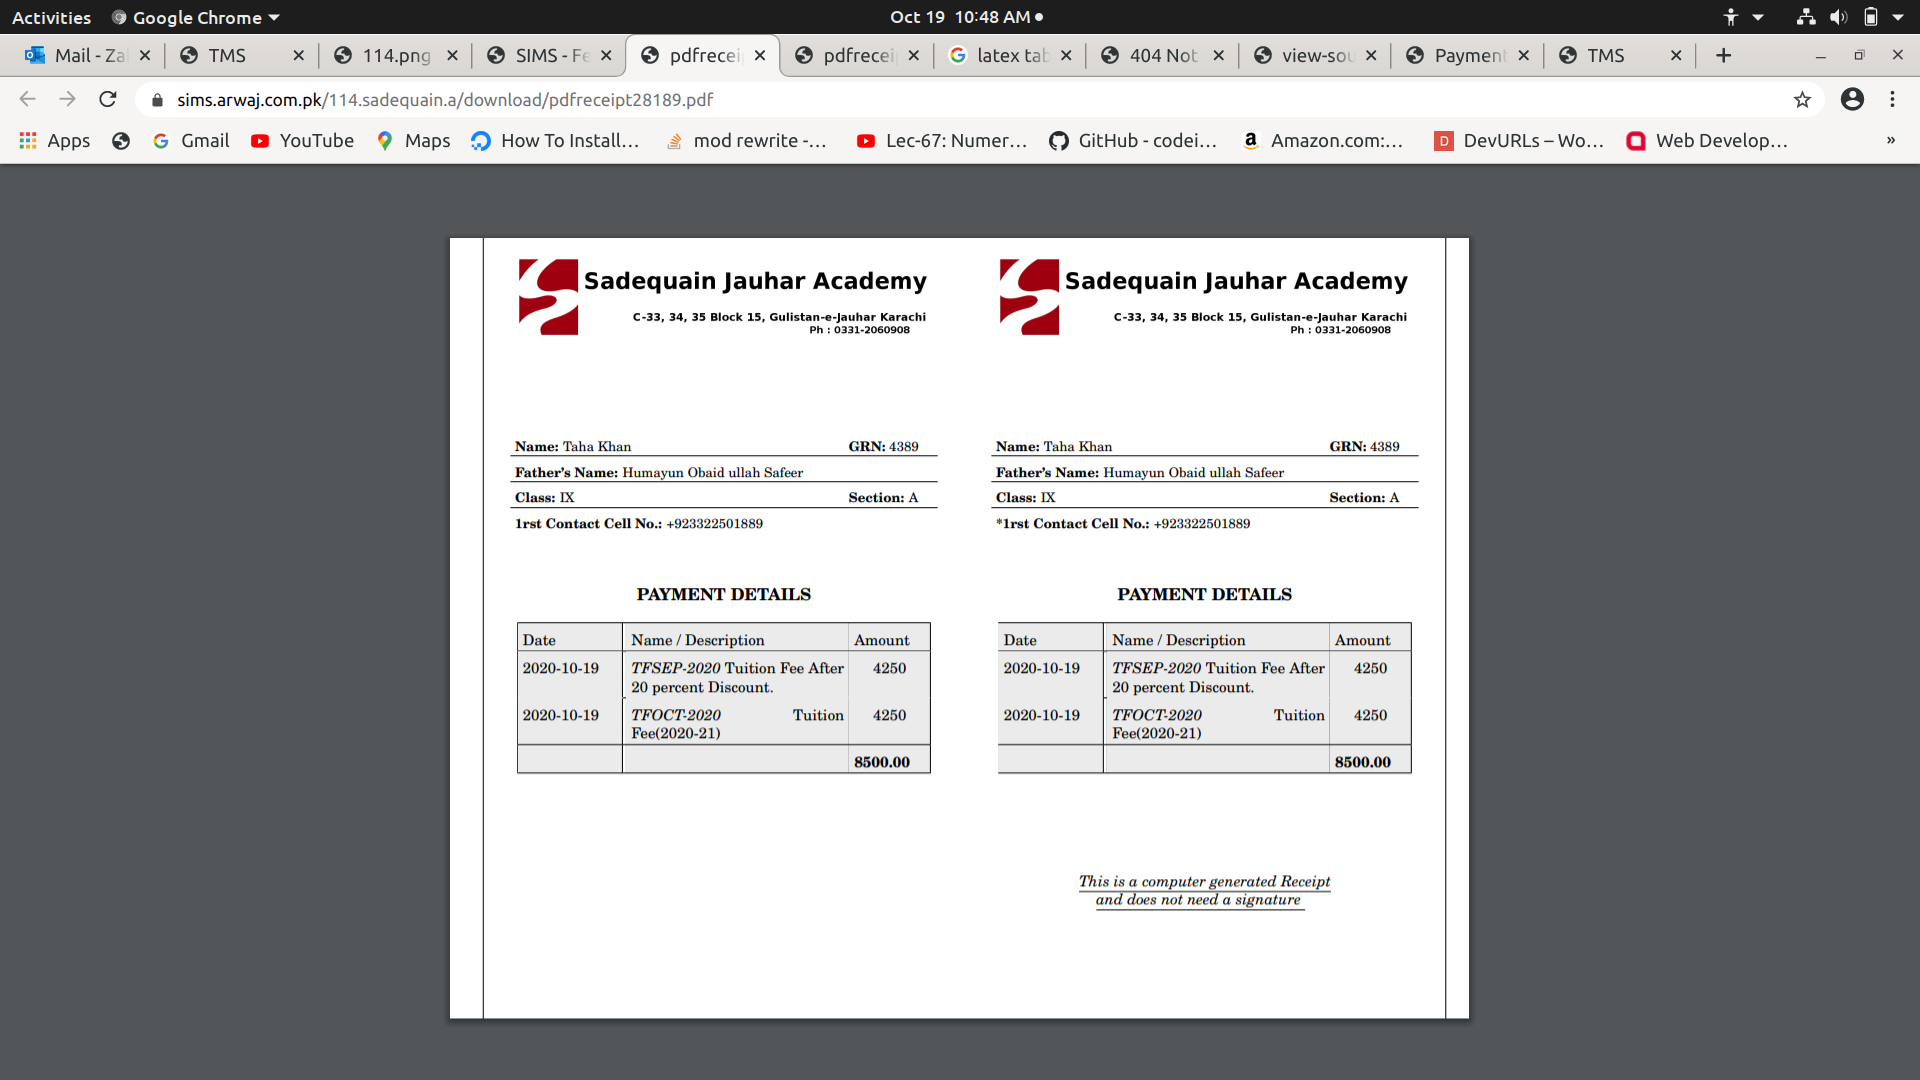 Activities Google Chrome Oct 19 10:48 AM
Mail - Za TMS 114.png SIMS - Fe pdfrecei pdfrecei latex tab 404 Not view-sou Payment TMS
sims.arwaj.com.pk/114.sadequain.a/download/pdfreceipt28189.pdf
Apps Gmail YouTube Maps How To Install... mod rewrite -... Lec-67: Numer... GitHub - codei... Amazon.com:... DevURLs – Wo... Web Develop... »
Sadequain Jauhar Academy
C-33, 34, 35 Block 15, Gulistan-e-Jauhar Karachi
Ph : 0331-2060908
Name: Taha Khan GRN: 4389
Father's Name: Humayun Obaid ullah Safeer
Class: IX Section: A
1rst Contact Cell No.: +923322501889
PAYMENT DETAILS
Date Name / Description Amount
2020-10-19 TFSEP-2020 Tuition Fee After 4250
20 percent Discount.
2020-10-19 TFOCT-2020 Tuition 4250
Fee(2020-21)
8500.00
Sadequain Jauhar Academy
C-33, 34, 35 Block 15, Gulistan-e-Jauhar Karachi
Ph : 0331-2060908
Name: Taha Khan GRN: 4389
Father's Name: Humayun Obaid ullah Safeer
Class: IX Section: A
*1rst Contact Cell No.: +923322501889
PAYMENT DETAILS
Date Name / Description Amount
2020-10-19 TFSEP-2020 Tuition Fee After 4250
20 percent Discount.
2020-10-19 TFOCT-2020 Tuition 4250
Fee(2020-21)
8500.00
This is a computer generated Receipt
and does not need a signature